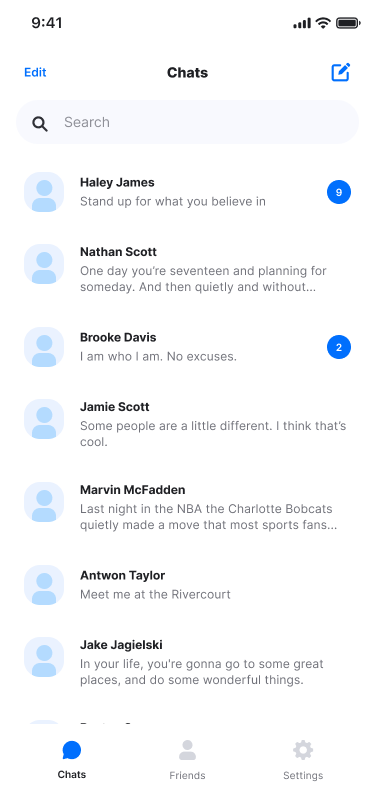 9:41
Edit
Chats
Search
Haley James
Stand up for what you believe in
9
Nathan Scott
One day you're seventeen and planning for
someday. And then quietly and without...
Brooke Davis
I am who I am. No excuses.
2
Jamie Scott
Some people are a little different. I think that's
cool.
Marvin McFadden
Last night in the NBA the Charlotte Bobcats
quietly made a move that most sports fans...
Antwon Taylor
Meet me at the Rivercourt
Jake Jagielski
In your life, you're gonna go to some great
places, and do some wonderful things.
Chats
Friends
Settings